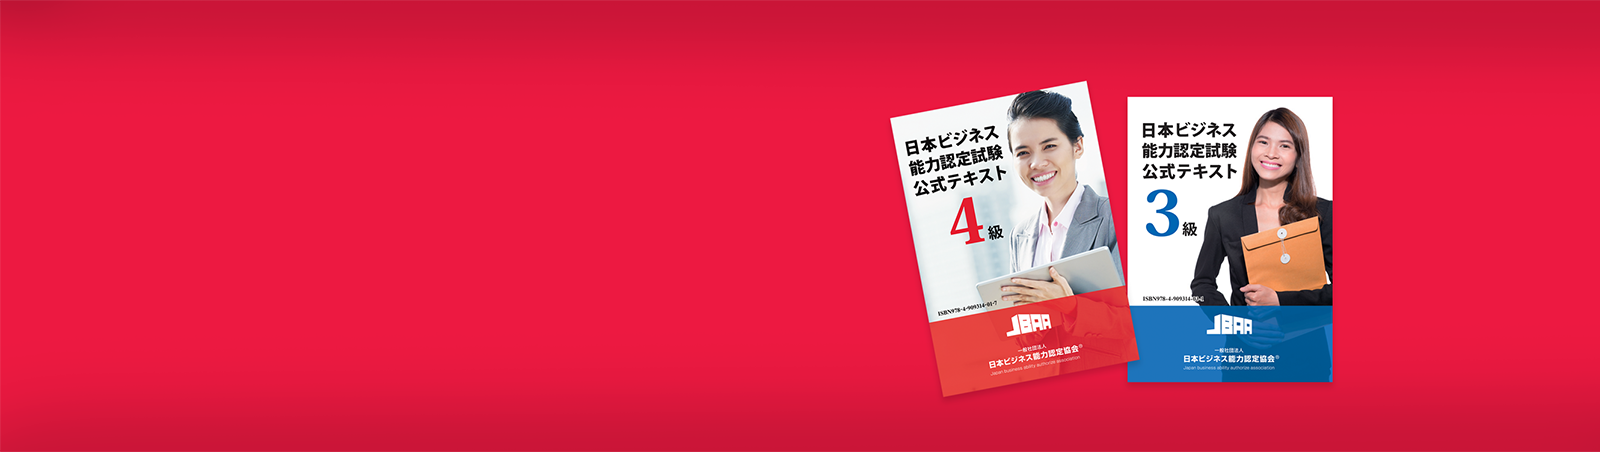 日本ビジネス
能力認定試験
公式テキスト
4級
ISBN978-4-909314-01-7
JBAA
一般社団法人
日本ビジネス能力認定協会®
Japan business ability authorize association
日本ビジネス
能力認定試験
公式テキスト
3級
JBAA
一般社団法人
日本ビジネス能力認定協会®
Japan business ability authorize association